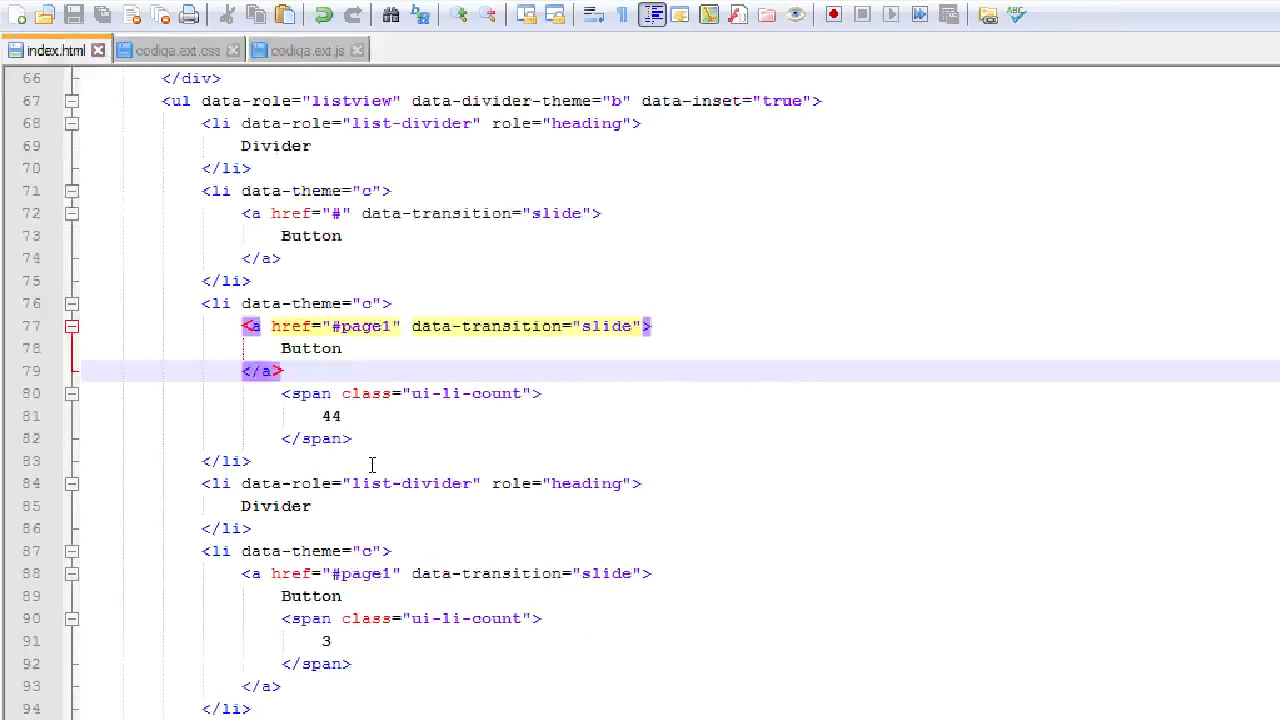 index.html codiqa.ext.css codiqa.ext.js
66 </div>
67 <ul data-role="listview" data-divider-theme="b" data-inset="true">
68 <li data-role="list-divider" role="heading">
69 Divider
70 </li>
71 <li data-theme="c">
72 <a href="#" data-transition="slide">
73 Button
74 </a>
75 </li>
76 <li data-theme="c">
77 <a href="#page1" data-transition="slide">
78 Button
79 </a>
80 <span class="ui-li-count">
81 44
82 </span>
83 </li>
84 <li data-role="list-divider" role="heading">
85 Divider
86 </li>
87 <li data-theme="c">
88 <a href="#page1" data-transition="slide">
89 Button
90 <span class="ui-li-count">
91 3
92 </span>
93 </a>
94 </li>